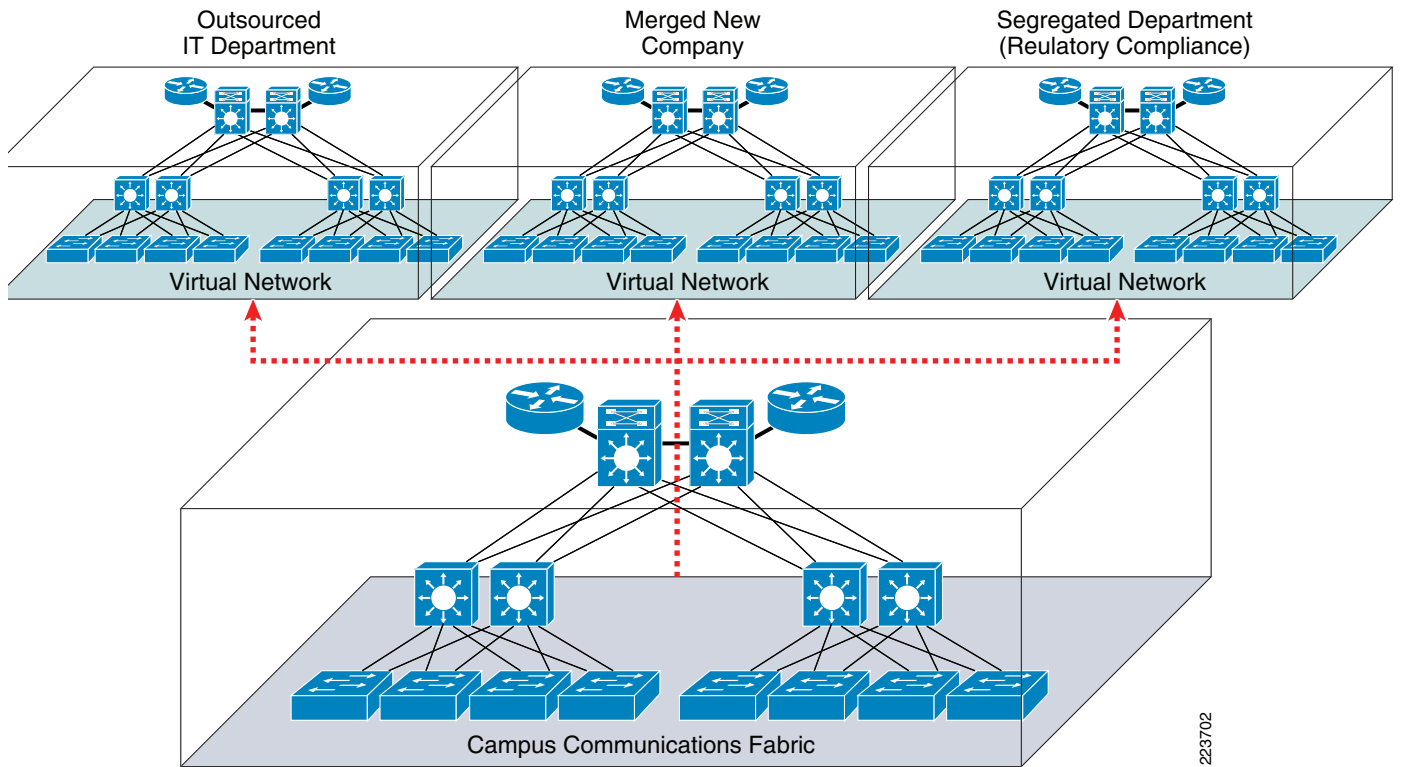 Outsourced
IT Department
Merged New
Company
Segregated Department
(Reulatory Compliance)
Virtual Network
Virtual Network
Virtual Network
Campus Communications Fabric
223702